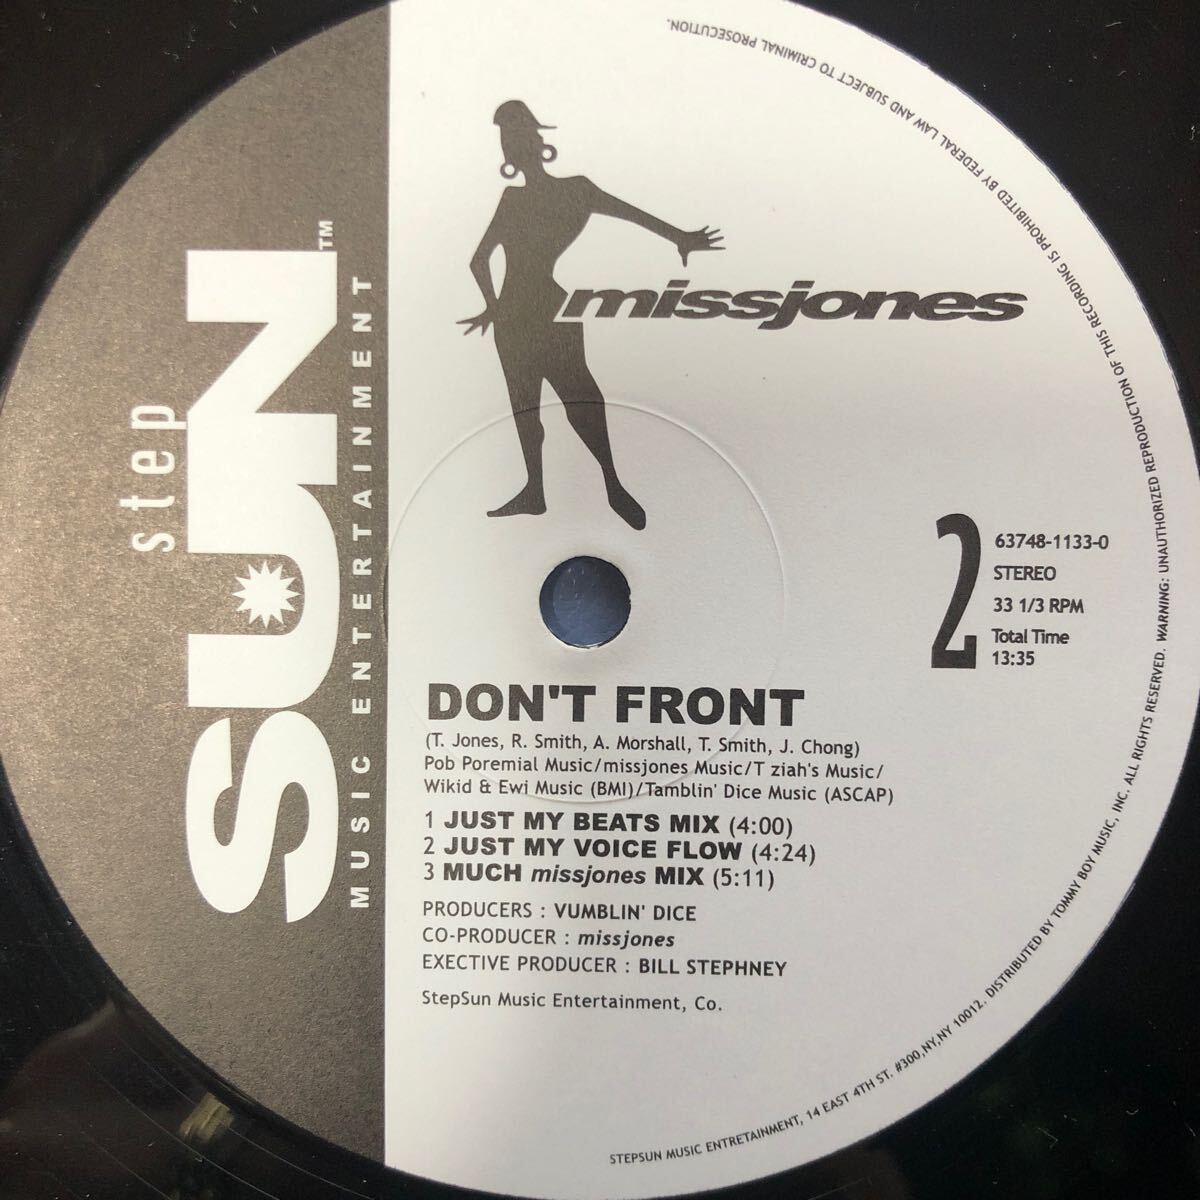 step
SUN™
MUSIC ENTERTAINMENT
missjones
2
63748-1133-0
STEREO
33 1/3 RPM
Total Time
13:35
DON'T FRONT
(T. Jones, R. Smith, A. Morshall, T. Smith, J. Chong)
Pob Poremial Music/missjones Music/T ziah's Music/
Wikid & Ewi Music (BMI)/Tamblin' Dice Music (ASCAP)
1 JUST MY BEATS MIX (4:00)
2 JUST MY VOICE FLOW (4:24)
3 MUCH missjones MIX (5:11)
PRODUCERS : VUMBLIN' DICE
CO-PRODUCER : missjones
EXECTIVE PRODUCER : BILL STEPHNEY
StepSun Music Entertainment, Co.
STEPSUN MUSIC ENTRETAINMENT, 14 EAST 4TH ST. #300,NY,NY 10012. DISTRIBUTED BY TOMMY BOY MUSIC, INC. ALL RIGHTS RESERVED. WARNING: UNAUTHORIZED REPRODUCTION OF THIS RECORDING IS PROHIBITED BY FEDERAL LAW AND SUBJECT TO CRIMINAL PROSECUTION.